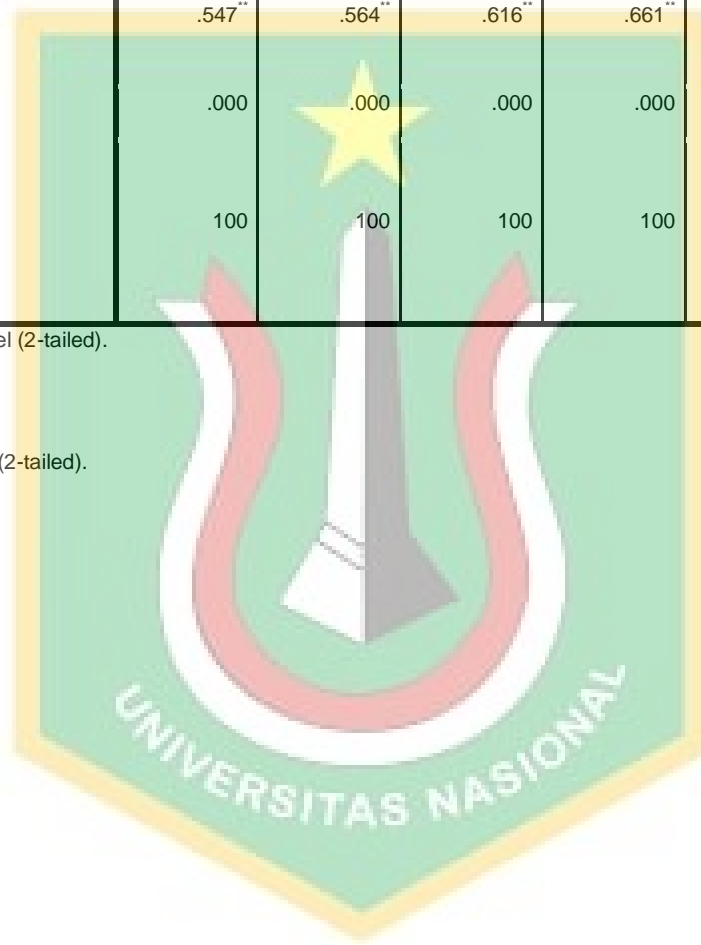 .547** .564** .616** .661**
.000 .000 .000 .000
100 100 100 100
el (2-tailed).
(2-tailed).
UNIVERSITAS NASIONAL